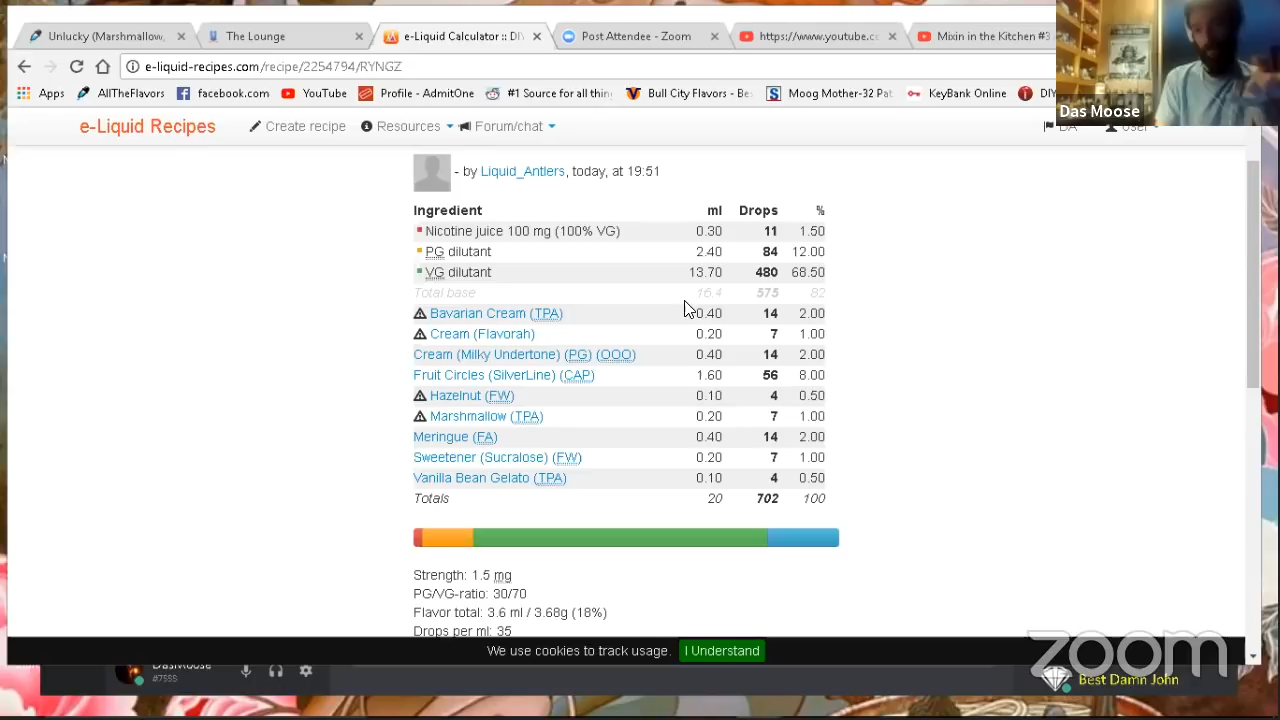 Unlucky (Marshmallow,
The Lounge
e-Liquid Calculator :: DI
Post Attendee - Zoom
https://www.youtube.c
Mixin in the Kitchen #3
e-liquid-recipes.com/recipe/2254794/RYNGZ
Das Moose
Apps
AllTheFlavors
facebook.com
YouTube
Profile - AdmitOne
#1 Source for all thin
Bull City Flavors - Be
Moog Mother-32 Pat
KeyBank Online
DIY
e-Liquid Recipes
Create recipe
Resources
Forum/chat
- by Liquid_Antlers, today, at 19:51
Ingredient ml Drops %
Nicotine juice 100 mg (100% VG) 0.30 11 1.50
PG dilutant 2.40 84 12.00
VG dilutant 13.70 480 68.50
Total base 16.4 575 82
Bavarian Cream (TPA) 0.40 14 2.00
Cream (Flavorah) 0.20 7 1.00
Cream (Milky Undertone) (PG) (OOO) 0.40 14 2.00
Fruit Circles (SilverLine) (CAP) 1.60 56 8.00
Hazelnut (FW) 0.10 4 0.50
Marshmallow (TPA) 0.20 7 1.00
Meringue (FA) 0.40 14 2.00
Sweetener (Sucralose) (FW) 0.20 7 1.00
Vanilla Bean Gelato (TPA) 0.10 4 0.50
Totals 20 702 100
Strength: 1.5 mg
PG/VG-ratio: 30/70
Flavor total: 3.6 ml / 3.68g (18%)
Drops per ml: 35
We use cookies to track usage. I Understand
zoom
DasMoose
#7555
Best Damn John